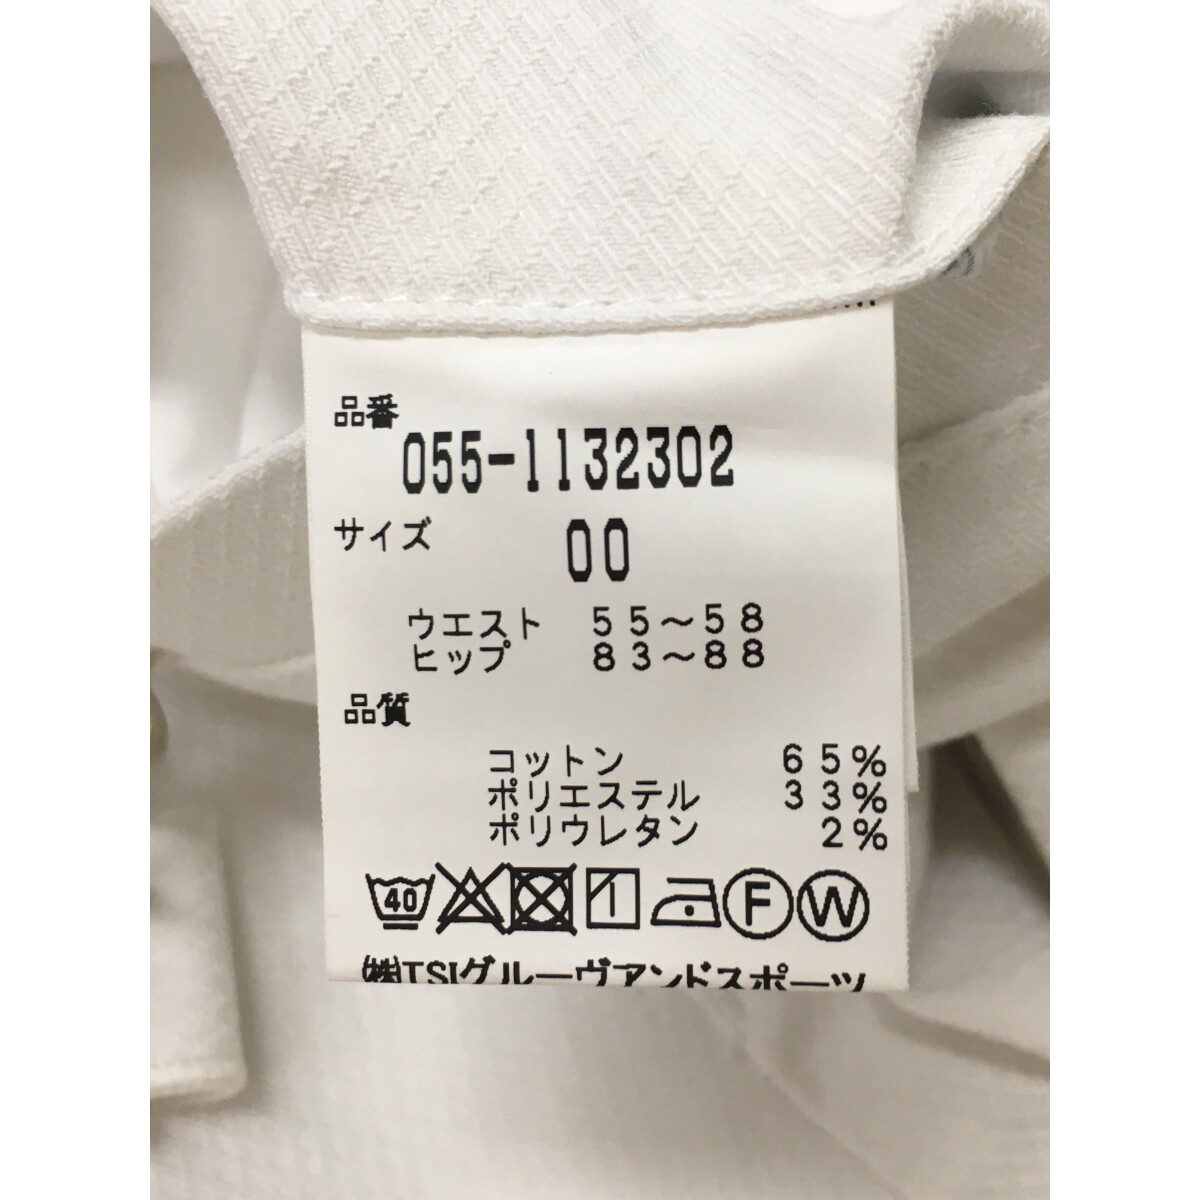 品番
055-1132302
サイズ 00
ウエスト 55～58
ヒップ 83～88
品質
コットン 65%
ポリエステル 33%
ポリウレタン 2%
40 F W
㈱TSIグルーヴアンドスポーツ